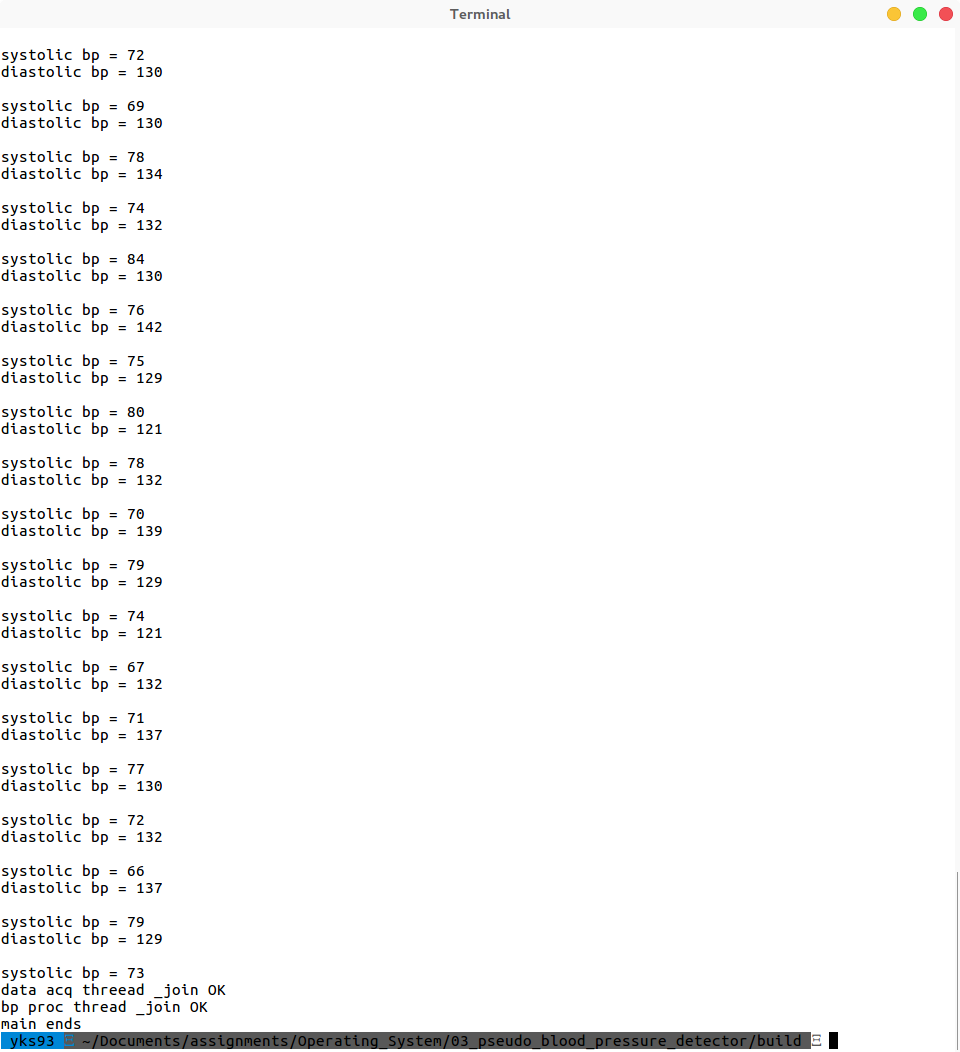 Terminal
systolic bp = 72
diastolic bp = 130
systolic bp = 69
diastolic bp = 130
systolic bp = 78
diastolic bp = 134
systolic bp = 74
diastolic bp = 132
systolic bp = 84
diastolic bp = 130
systolic bp = 76
diastolic bp = 142
systolic bp = 75
diastolic bp = 129
systolic bp = 80
diastolic bp = 121
systolic bp = 78
diastolic bp = 132
systolic bp = 70
diastolic bp = 139
systolic bp = 79
diastolic bp = 129
systolic bp = 74
diastolic bp = 121
systolic bp = 67
diastolic bp = 132
systolic bp = 71
diastolic bp = 137
systolic bp = 77
diastolic bp = 130
systolic bp = 72
diastolic bp = 132
systolic bp = 66
diastolic bp = 137
systolic bp = 79
diastolic bp = 129
systolic bp = 73
data acq threead _join OK
bp proc thread _join OK
main ends
yks93 ~/Documents/assignments/Operating_System/03_pseudo_blood_pressure_detector/build